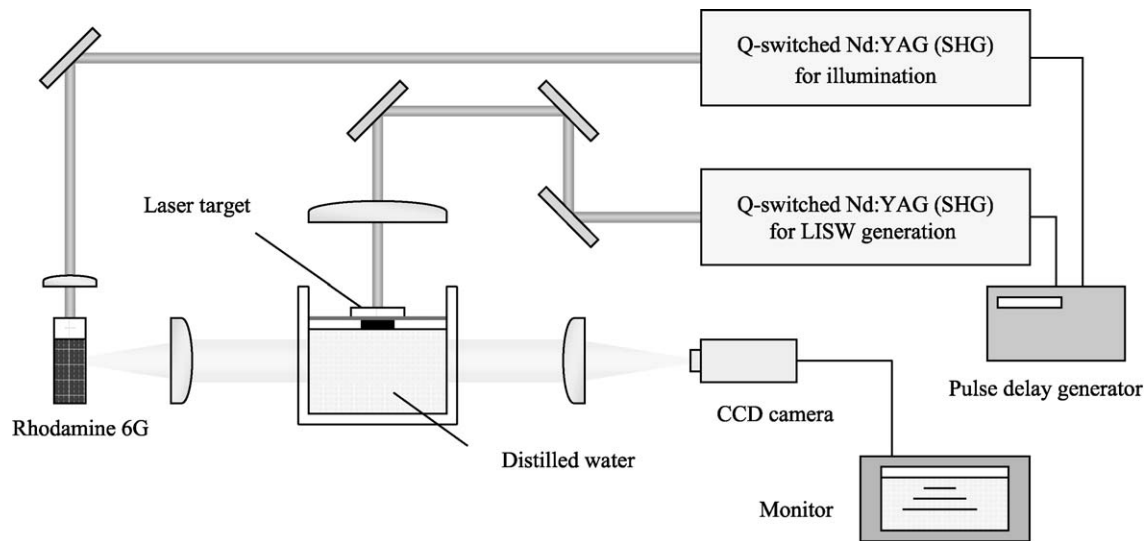 Q-switched Nd:YAG (SHG)
for illumination
Laser target
Q-switched Nd:YAG (SHG)
for LISW generation
Rhodamine 6G
Distilled water
CCD camera
Pulse delay generator
Monitor